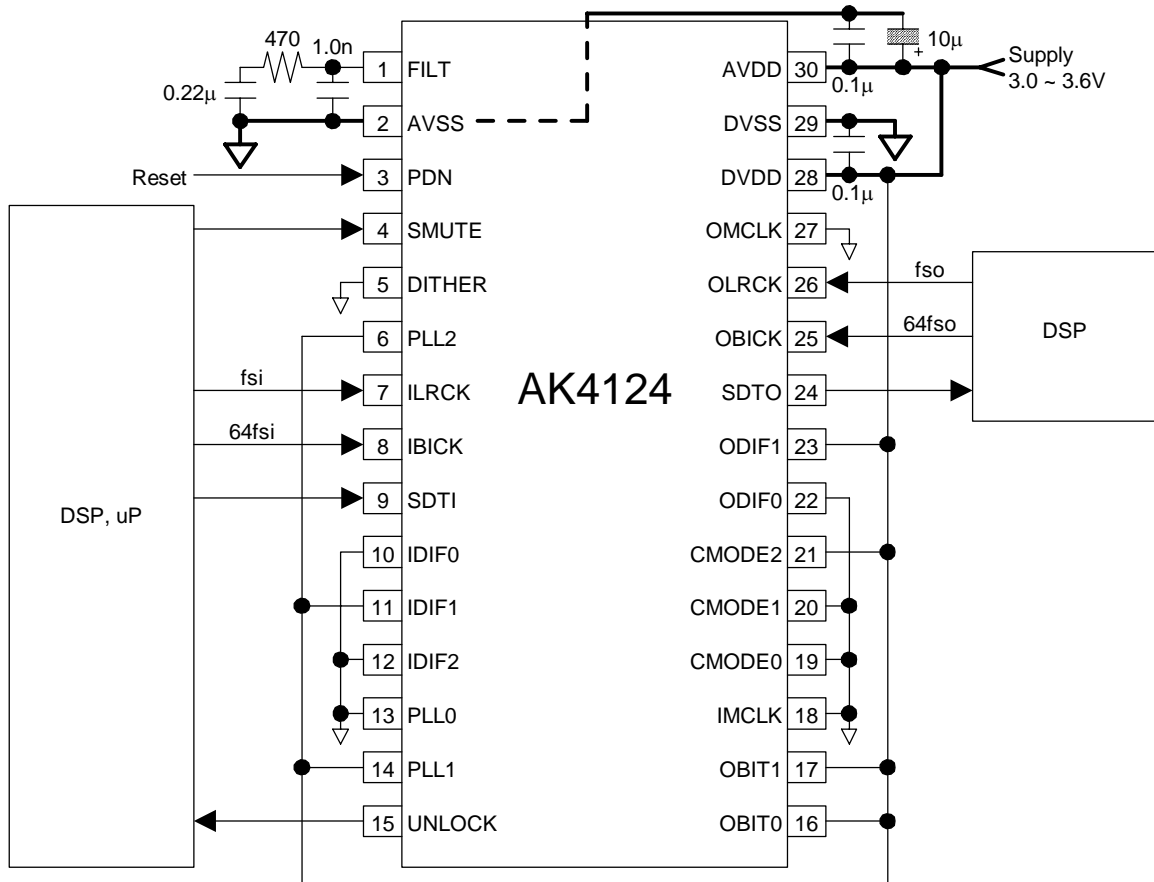 470
1.0n
0.22µ
10µ
+
Supply
3.0 ~ 3.6V
0.1µ
0.1µ
Reset
DSP, uP
fsi
64fsi
AK4124
1 FILT
2 AVSS
3 PDN
4 SMUTE
5 DITHER
6 PLL2
7 ILRCK
8 IBICK
9 SDTI
10 IDIF0
11 IDIF1
12 IDIF2
13 PLL0
14 PLL1
15 UNLOCK
AVDD 30
DVSS 29
DVDD 28
OMCLK 27
OLRCK 26
OBICK 25
SDTO 24
ODIF1 23
ODIF0 22
CMODE2 21
CMODE1 20
CMODE0 19
IMCLK 18
OBIT1 17
OBIT0 16
fso
64fso
DSP